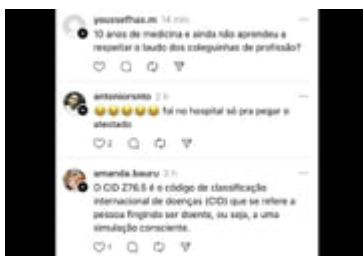 yousselhas.m 14 min
10 anos de medicina e ainda não aprendeu a
respeitar o laudo dos coleguinhas de profissão?
antoniorsnto 2 h
😂😂😂😂😂 foi no hospital só pra pegar o
atestado
2
amanda.bauru 3 h
O CID Z76.5 é o código de classificação
internacional de doenças (CID) que se refere a
pessoa fingindo ser doente, ou seja, a uma
simulação consciente.
1